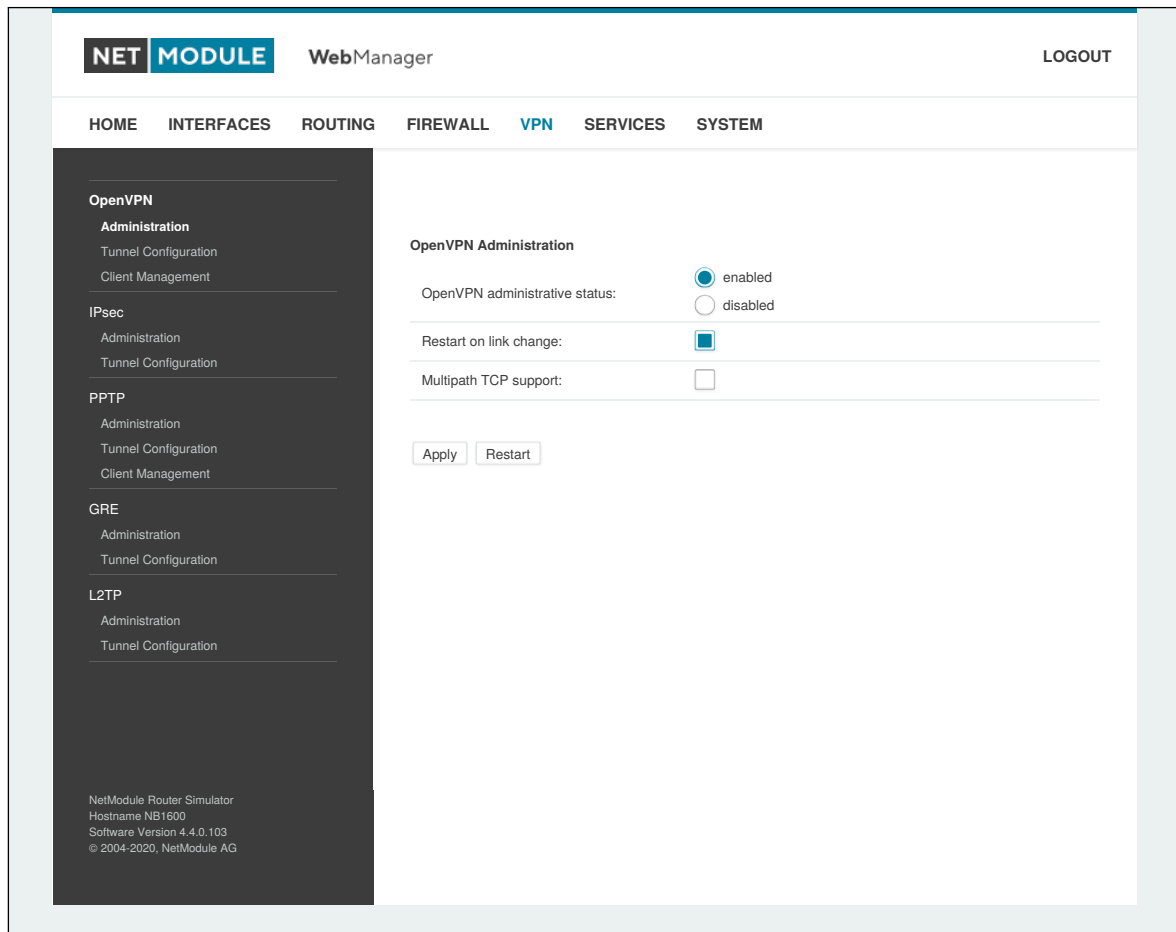 NET MODULE WebManager LOGOUT
HOME INTERFACES ROUTING FIREWALL VPN SERVICES SYSTEM
OpenVPN
Administration
Tunnel Configuration
Client Management
IPsec
Administration
Tunnel Configuration
PPTP
Administration
Tunnel Configuration
Client Management
GRE
Administration
Tunnel Configuration
L2TP
Administration
Tunnel Configuration
NetModule Router Simulator
Hostname NB1600
Software Version 4.4.0.103
© 2004-2020, NetModule AG
OpenVPN Administration
OpenVPN administrative status:
enabled
disabled
Restart on link change:
Multipath TCP support:
Apply Restart